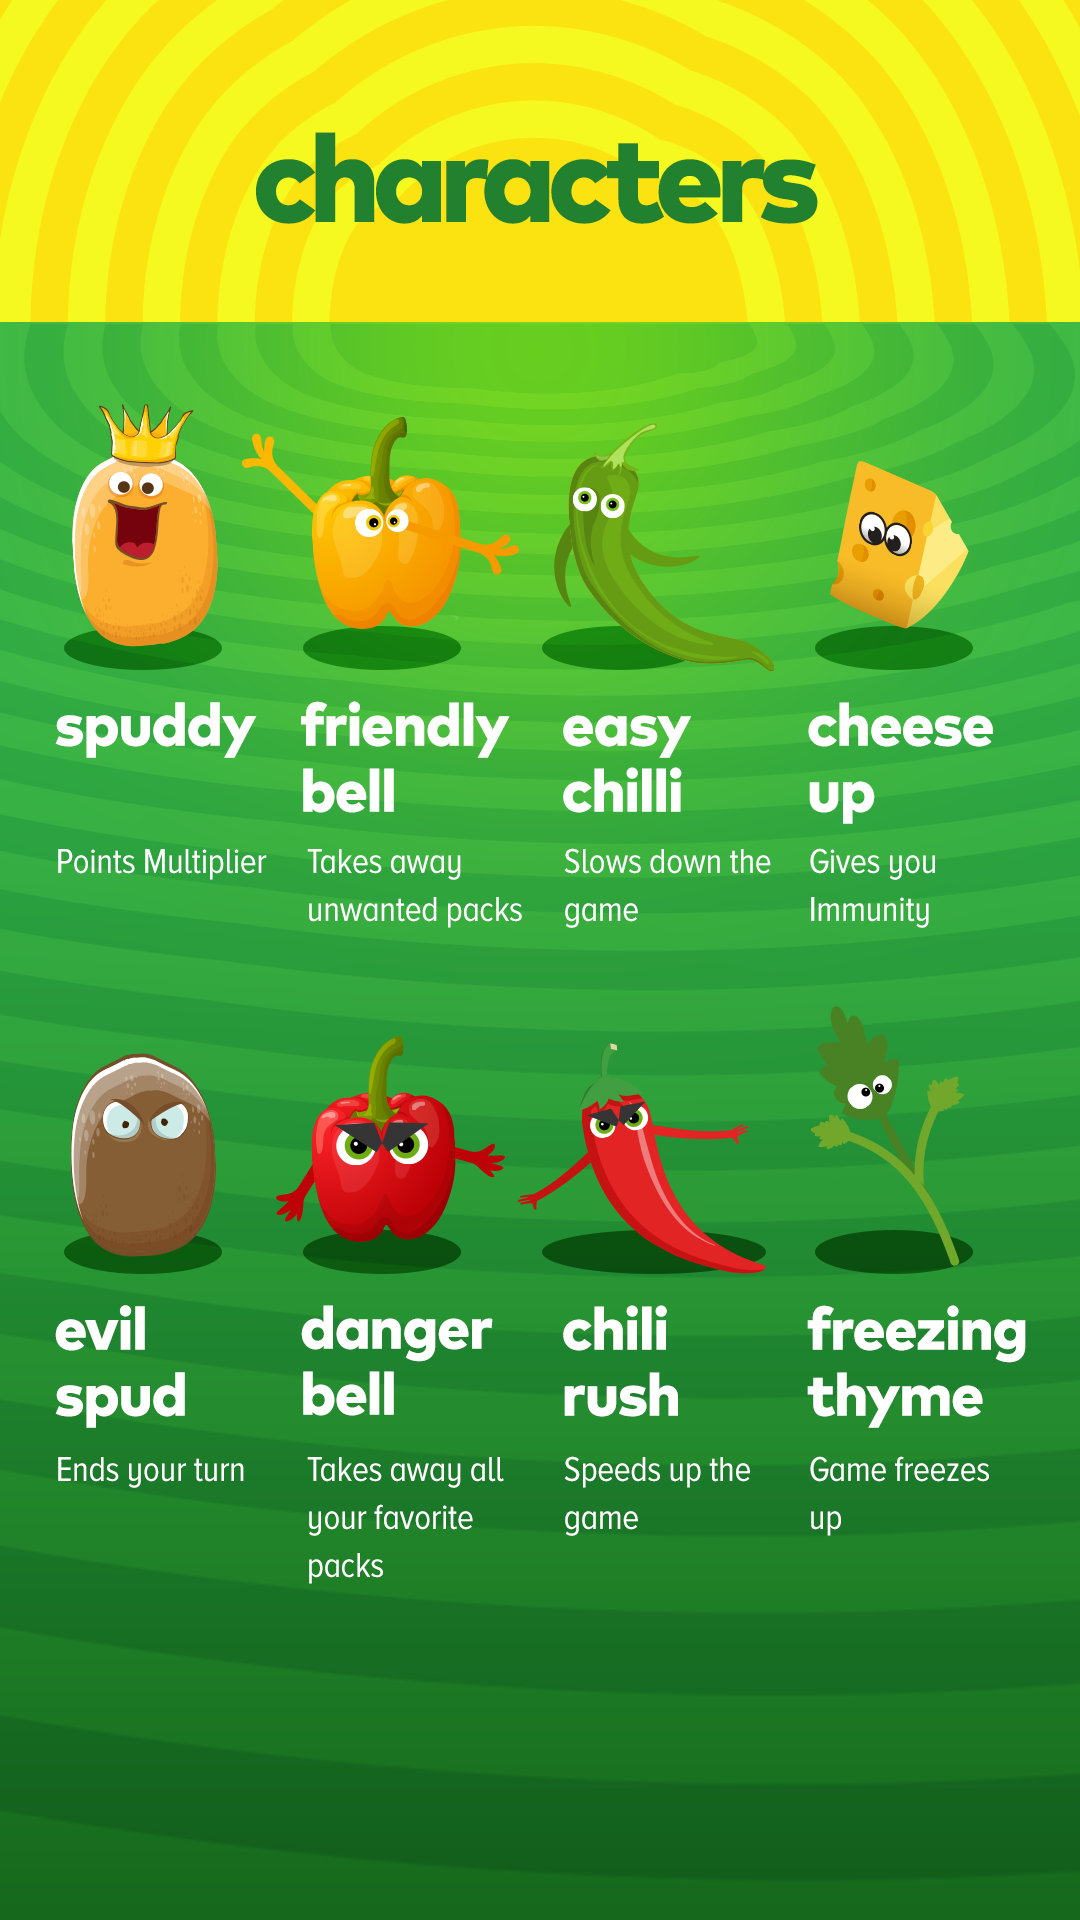 characters
spuddy
Points Multiplier
friendly
bell
Takes away
unwanted packs
easy
chilli
Slows down the
game
cheese
up
Gives you
Immunity
evil
spud
Ends your turn
danger
bell
Takes away all
your favorite
packs
chili
rush
Speeds up the
game
freezing
thyme
Game freezes
up